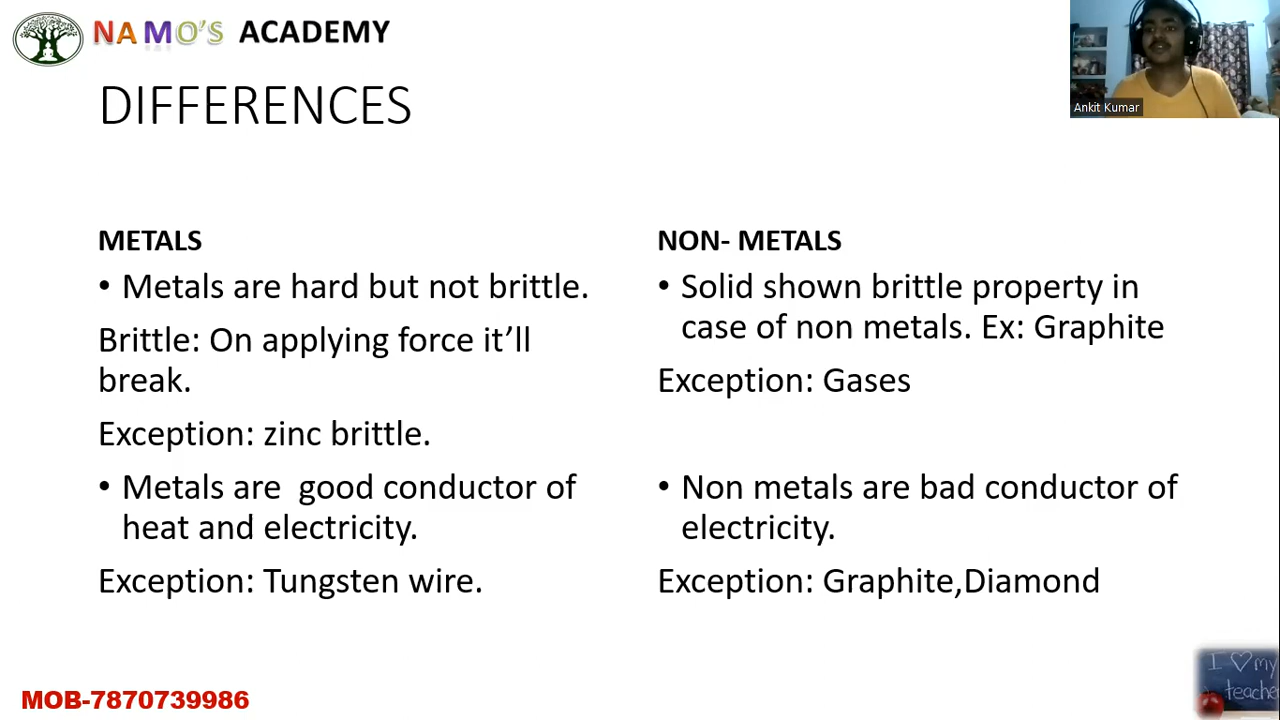 NAMO'S ACADEMY
Ankit Kumar
DIFFERENCES
METALS
• Metals are hard but not brittle.
Brittle: On applying force it’ll
break.
Exception: zinc brittle.
• Metals are  good conductor of
heat and electricity.
Exception: Tungsten wire.
NON- METALS
• Solid shown brittle property in
case of non metals. Ex: Graphite
Exception: Gases
• Non metals are bad conductor of
electricity.
Exception: Graphite,Diamond
MOB-7870739986
I ♡ my
teache